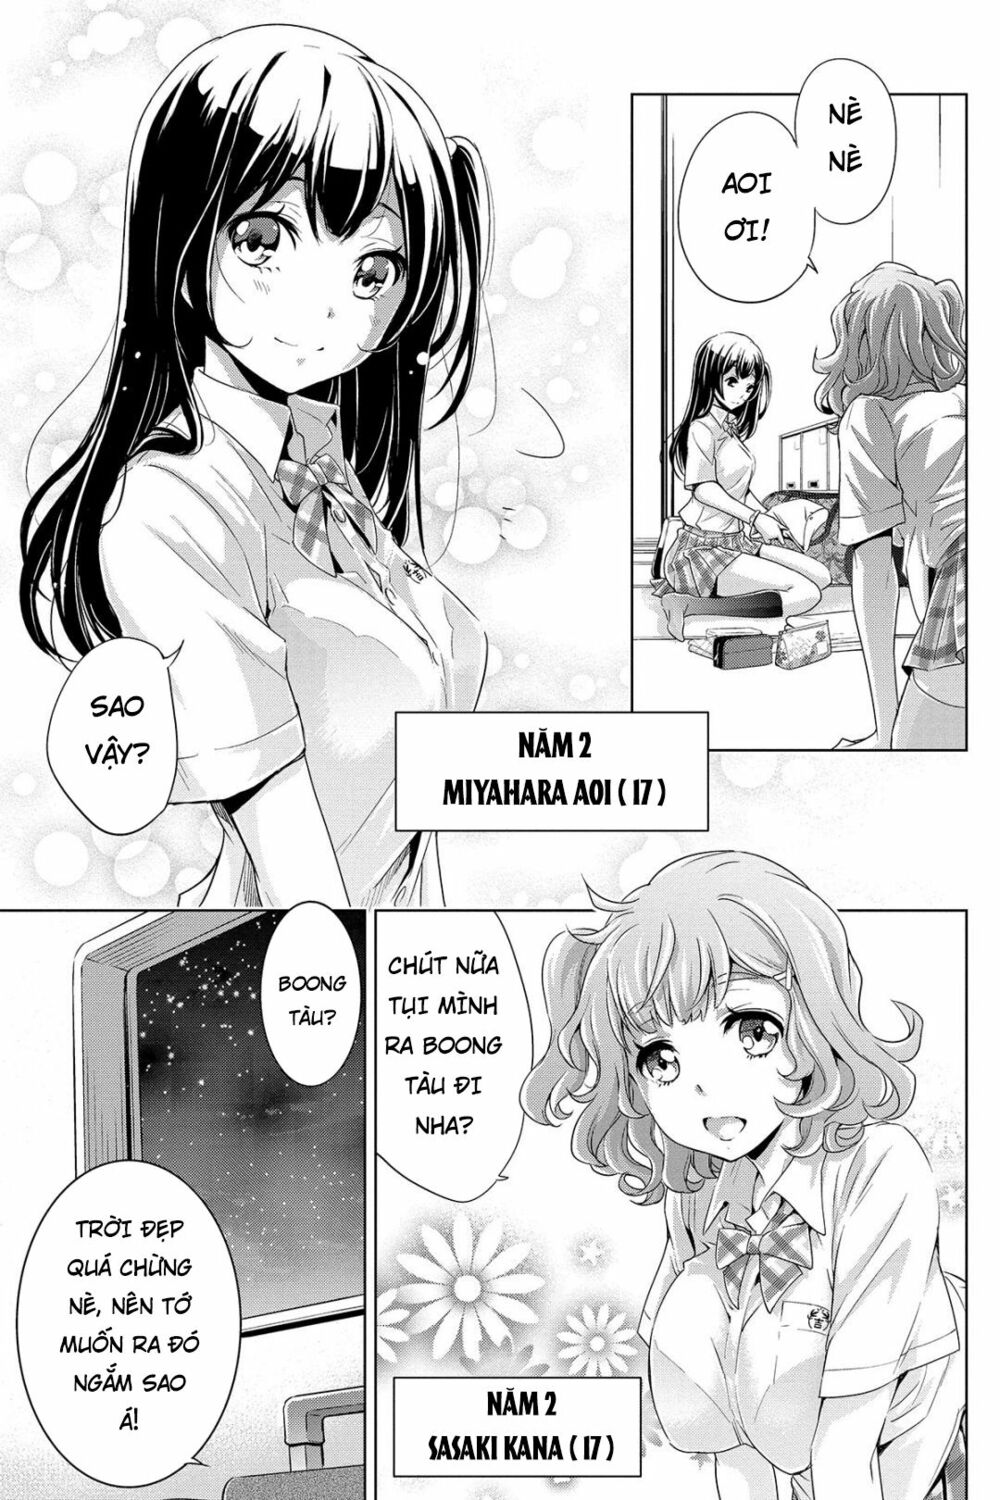 NÈ
NÈ
AOI
ƠI!
SAO
VẬY?
NĂM 2
MIYAHARA AOI ( 17 )
CHÚT NỮA
TỤI MÌNH
RA BOONG
TÀU ĐI
NHA?
NĂM 2
SASAKI KANA ( 17 )
BOONG
TÀU?
TRỜI ĐẸP
QUÁ CHỪNG
NÈ, NÊN TỚ
MUỐN RA ĐÓ
NGẮM SAO
Á!